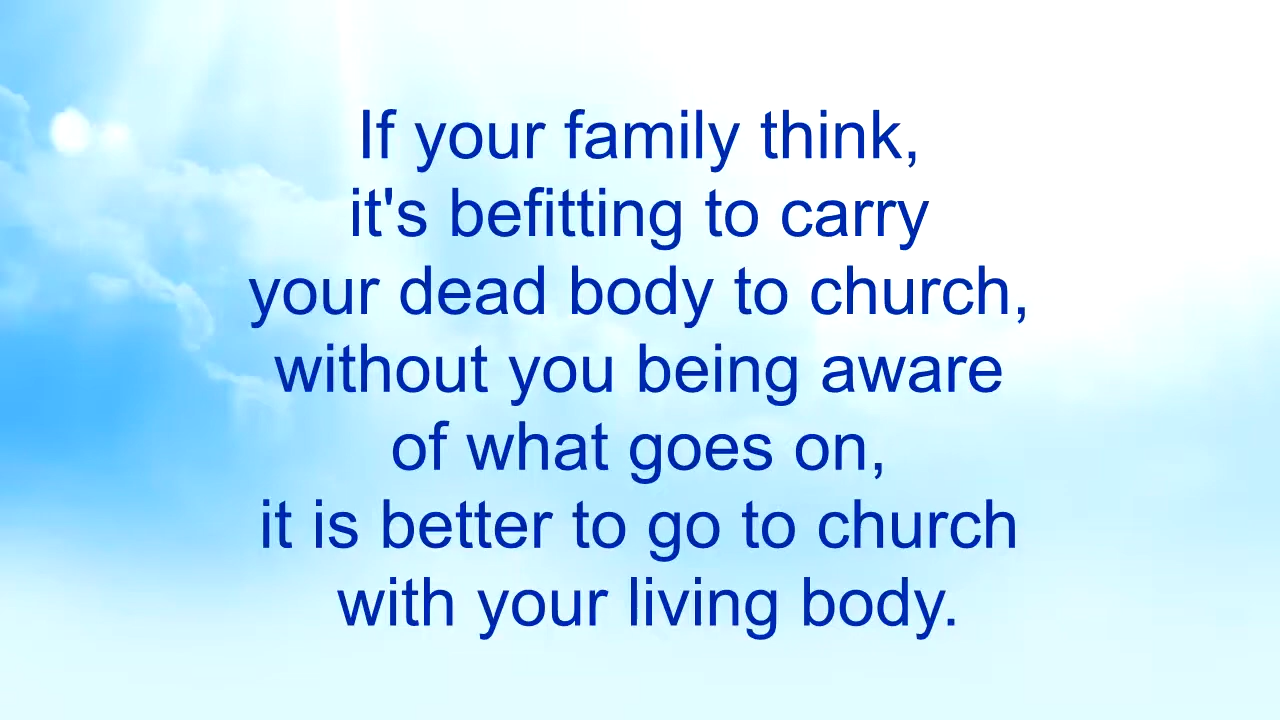 If your family think,
it's befitting to carry
your dead body to church,
without you being aware
of what goes on,
it is better to go to church
with your living body.